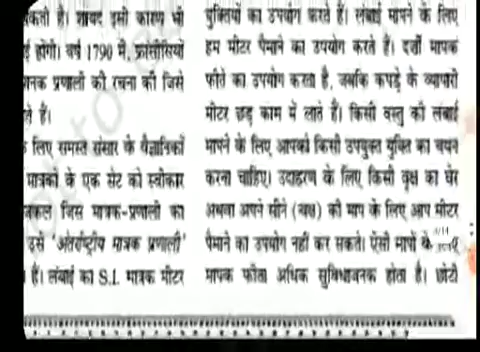 सकती है। शायद इसी कारण भी
ई होगी। वर्ष 1790 में, फ्रांसीसियों
नक प्रणाली की रचना की जिसे
ते हैं।
लिए समस्त संसार के वैज्ञानिकों
मात्रकों के एक सेट को स्वीकार
जकल जिस मात्रक-प्रणाली का
उसे 'अंतर्राष्ट्रीय मात्रक प्रणाली'
हैं। लंबाई का S.I. मात्रक मीटर
युक्तियों का उपयोग करते हैं। लंबाई मापने के लिए
हम मीटर पैमाने का उपयोग करते हैं। दर्जी मापक
फीते का उपयोग करता है, जबकि कपड़े के व्यापारी
मीटर छड़ काम में लाते हैं। किसी वस्तु की लंबाई
मापने के लिए आपको किसी उपयुक्त युक्ति का चयन
करना चाहिए। उदाहरण के लिए किसी वृक्ष का घेर
अथवा अपने सीने (वक्ष) की माप के लिए आप मीटर
पैमाने का उपयोग नहीं कर सकते। ऐसी मापों के लिए
मापक फीता अधिक सुविधाजनक होता है। छोटी